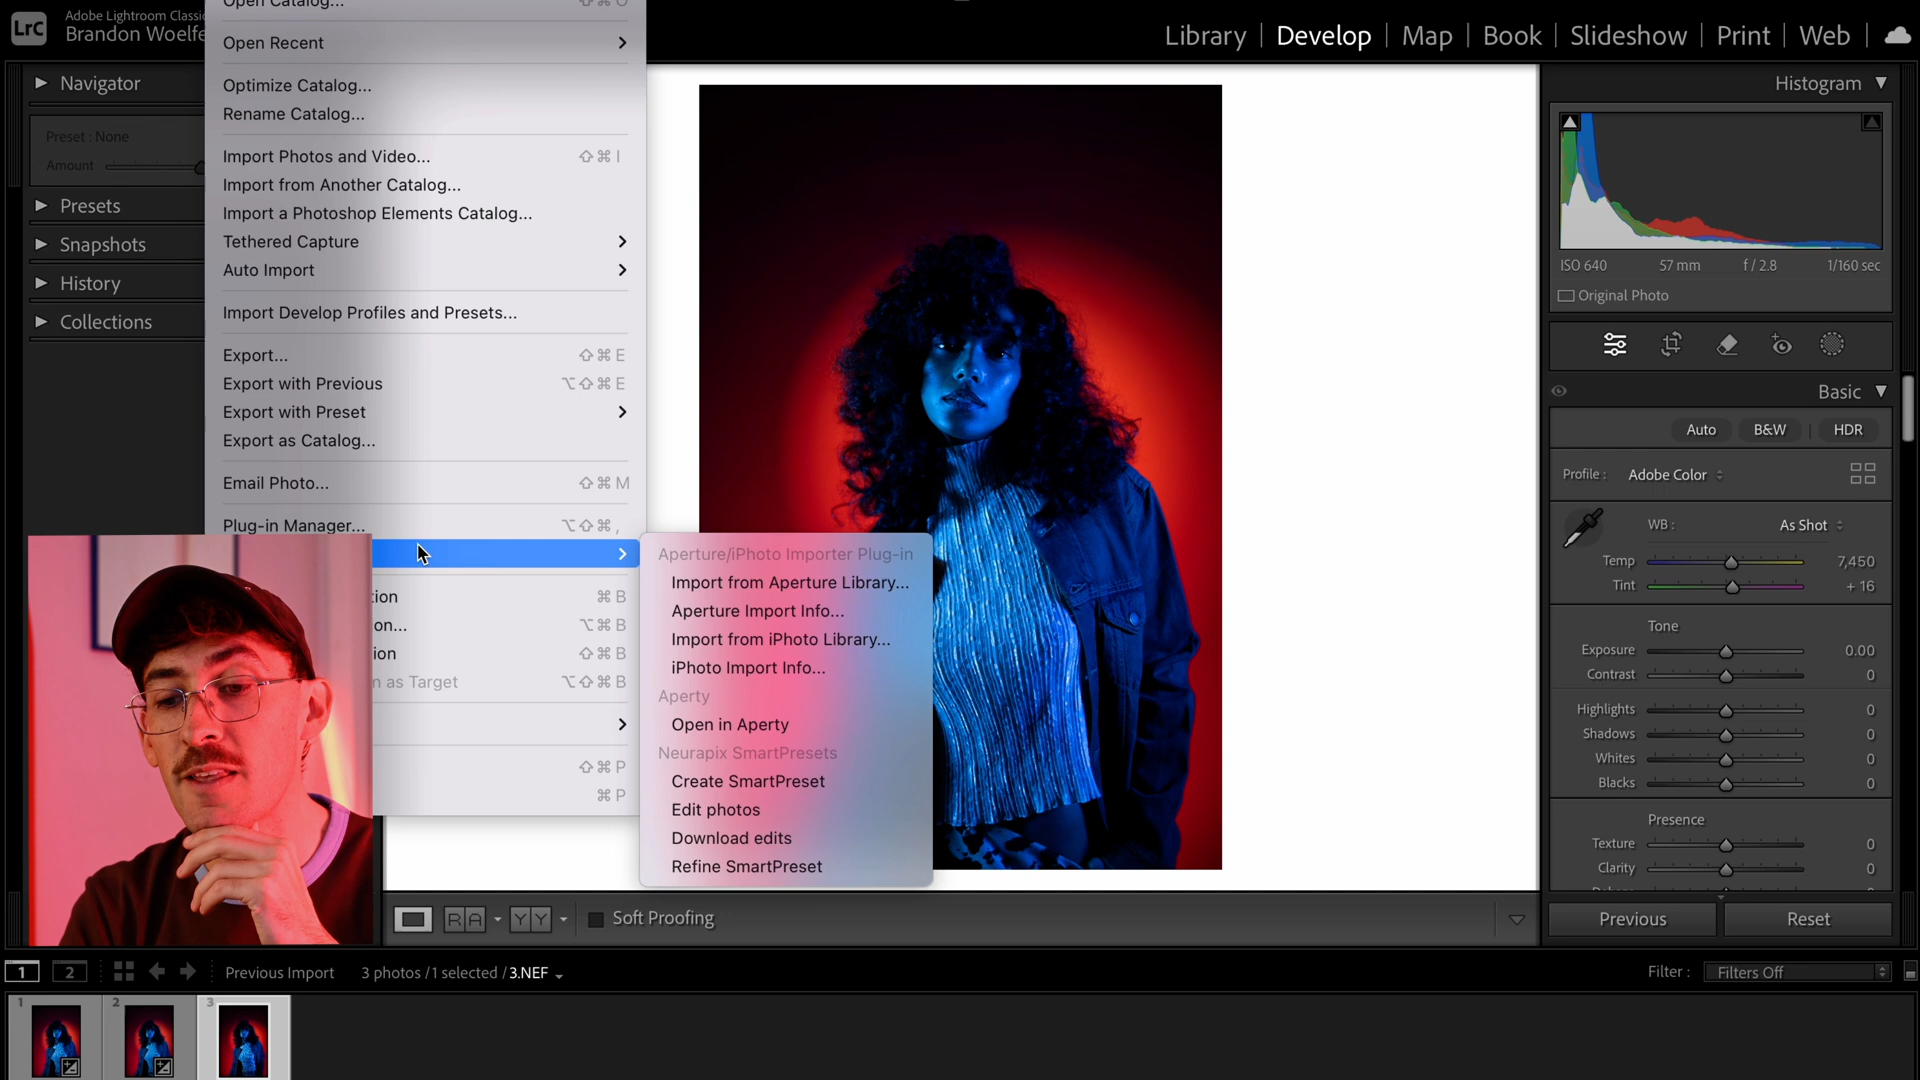 LrC
Adobe Lightroom Classic
Brandon Woelfe
Library | Develop | Map | Book | Slideshow | Print | Web
Open Catalog... ⇧⌘O
Open Recent
Optimize Catalog...
Rename Catalog...
Import Photos and Video... ⇧⌘I
Import from Another Catalog...
Import a Photoshop Elements Catalog...
Tethered Capture
Auto Import
Import Develop Profiles and Presets...
Export... ⇧⌘E
Export with Previous ⌥⇧⌘E
Export with Preset
Export as Catalog...
Email Photo... ⇧⌘M
Plug-in Manager... ⌥⇧⌘,
tion ⌘B
on... ⌥⌘B
ion ⇧⌘B
n as Target ⌥⇧⌘B
⇧⌘P
⌘P
Aperture/iPhoto Importer Plug-in
Import from Aperture Library...
Aperture Import Info...
Import from iPhoto Library...
iPhoto Import Info...
Aperty
Open in Aperty
Neurapix SmartPresets
Create SmartPreset
Edit photos
Download edits
Refine SmartPreset
Navigator
Preset : None
Amount
Presets
Snapshots
History
Collections
Histogram
ISO 640 57 mm f / 2.8 1/160 sec
Original Photo
Basic
Auto B&W | HDR
Profile : Adobe Color
WB : As Shot
Temp 7,450
Tint + 16
Tone
Exposure 0.00
Contrast 0
Highlights 0
Shadows 0
Whites 0
Blacks 0
Presence
Texture 0
Clarity 0
Previous Reset
R A Y Y Soft Proofing
1 2 Previous Import 3 photos / 1 selected / 3.NEF
Filter : Filters Off
1 2 3